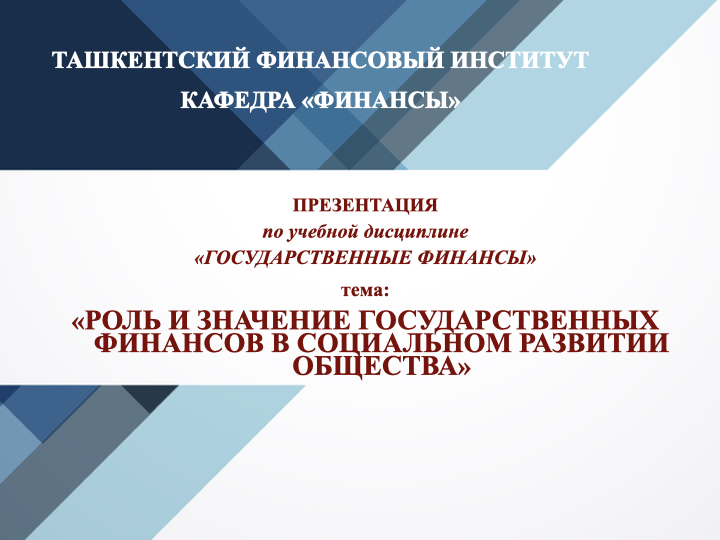 ТАШКЕНТСКИЙ ФИНАНСОВЫЙ ИНСТИТУТ
КАФЕДРА «ФИНАНСЫ»
ПРЕЗЕНТАЦИЯ
по учебной дисциплине
«ГОСУДАРСТВЕННЫЕ ФИНАНСЫ»
тема:
«РОЛЬ И ЗНАЧЕНИЕ ГОСУДАРСТВЕННЫХ
ФИНАНСОВ В СОЦИАЛЬНОМ РАЗВИТИИ
ОБЩЕСТВА»